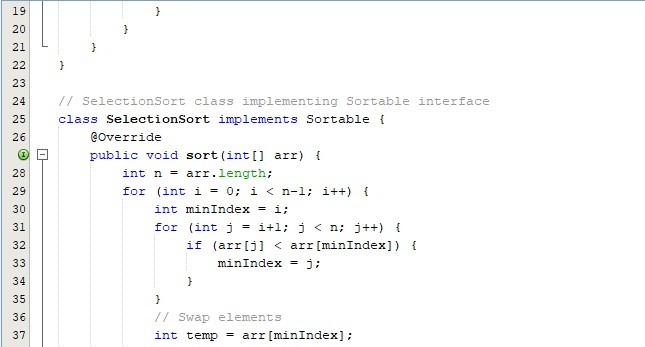 19                }
20            }
21        }
22    }
23
24    // SelectionSort class implementing Sortable interface
25    class SelectionSort implements Sortable {
26        @Override
          public void sort(int[] arr) {
28            int n = arr.length;
29            for (int i = 0; i < n-1; i++) {
30                int minIndex = i;
31                for (int j = i+1; j < n; j++) {
32                    if (arr[j] < arr[minIndex]) {
33                        minIndex = j;
34                    }
35                }
36                // Swap elements
37                int temp = arr[minIndex];